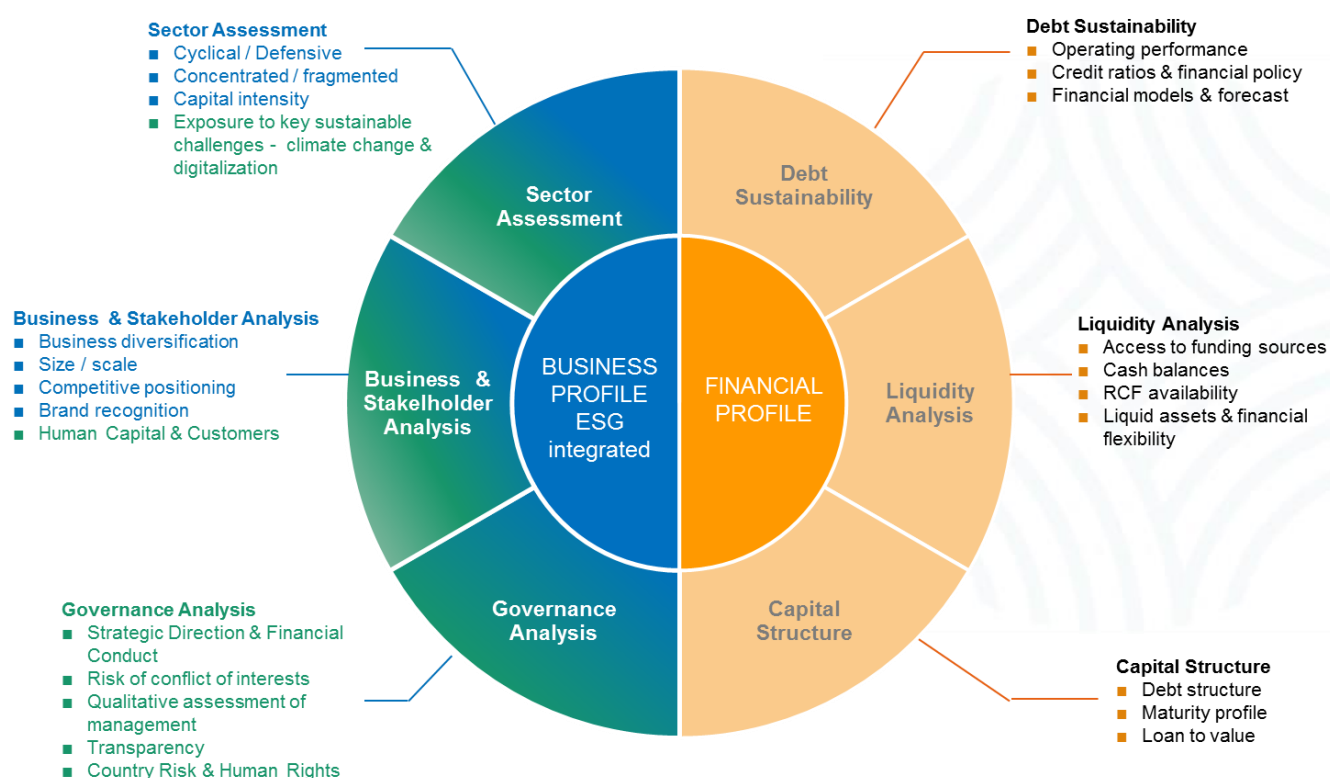 Sector Assessment
■ Cyclical / Defensive
■ Concentrated / fragmented
■ Capital intensity
■ Exposure to key sustainable
challenges - climate change &
digitalization
Business & Stakeholder Analysis
■ Business diversification
■ Size / scale
■ Competitive positioning
■ Brand recognition
■ Human Capital & Customers
Governance Analysis
■ Strategic Direction & Financial
Conduct
■ Risk of conflict of interests
■ Qualitative assessment of
management
■ Transparency
■ Country Risk & Human Rights
Sector
Assessment
Business &
Stakelholder
Analysis
Governance
Analysis
BUSINESS
PROFILE
ESG
integrated
FINANCIAL
PROFILE
Debt
Sustainability
Liquidity
Analysis
Capital
Structure
Debt Sustainability
■ Operating performance
■ Credit ratios & financial policy
■ Financial models & forecast
Liquidity Analysis
■ Access to funding sources
■ Cash balances
■ RCF availability
■ Liquid assets & financial
flexibility
Capital Structure
■ Debt structure
■ Maturity profile
■ Loan to value